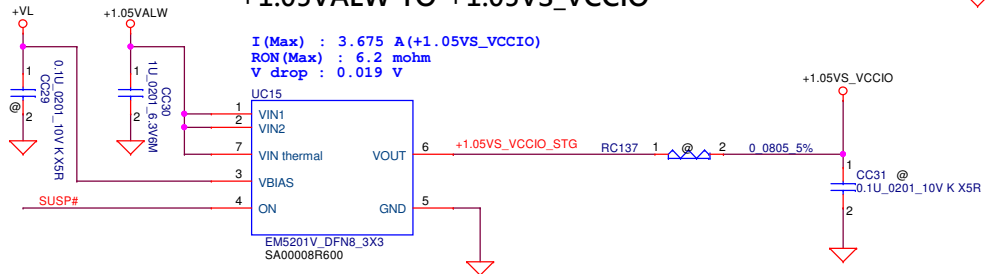 +1.05VALW TO +1.05VS_VCCIO
+VL
+1.05VALW
I(Max) : 3.675 A(+1.05VS_VCCIO)
RON(Max) : 6.2 mohm
V drop : 0.019 V
1
CC29
0.1U_0201_10V K X5R
@
2
1
CC30
1U_0201_6.3V6M
2
UC15
1
VIN1
2
VIN2
7
VIN thermal
3
VBIAS
SUSP#
4
ON
VOUT
6
+1.05VS_VCCIO_STG
GND
5
EM5201V_DFN8_3X3
SA00008R600
RC137
1
@
2
0_0805_5%
+1.05VS_VCCIO
1
CC31 @
0.1U_0201_10V K X5R
2